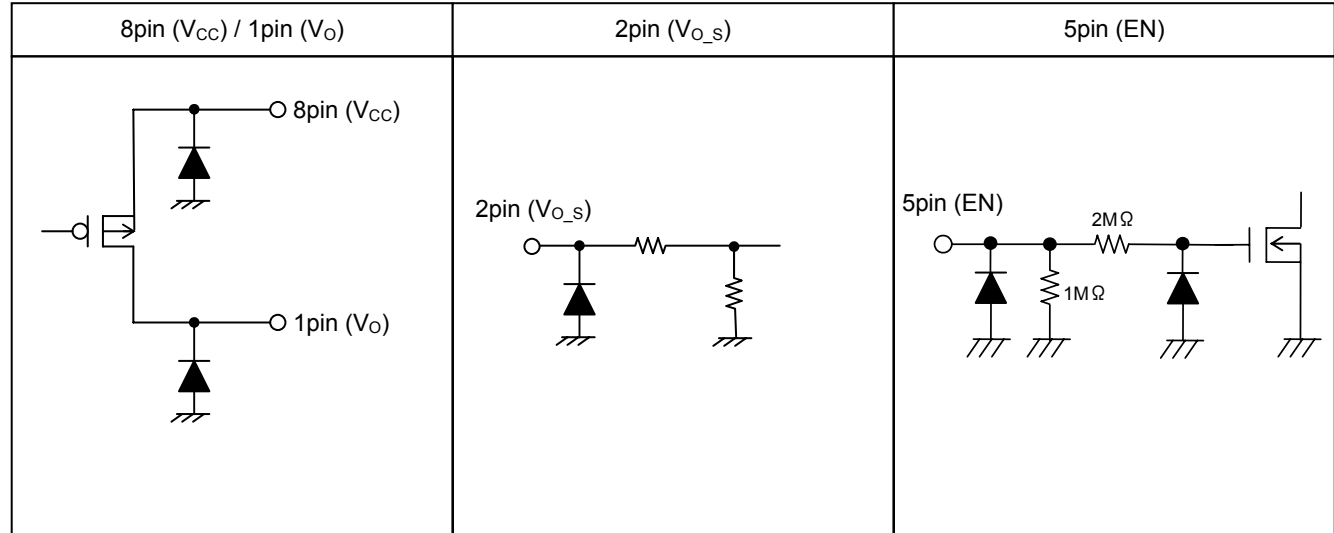 8pin (VCC) / 1pin (VO)
2pin (VO_S)
5pin (EN)
8pin (VCC)
1pin (VO)
2pin (VO_S)
5pin (EN)
2MΩ
1MΩ